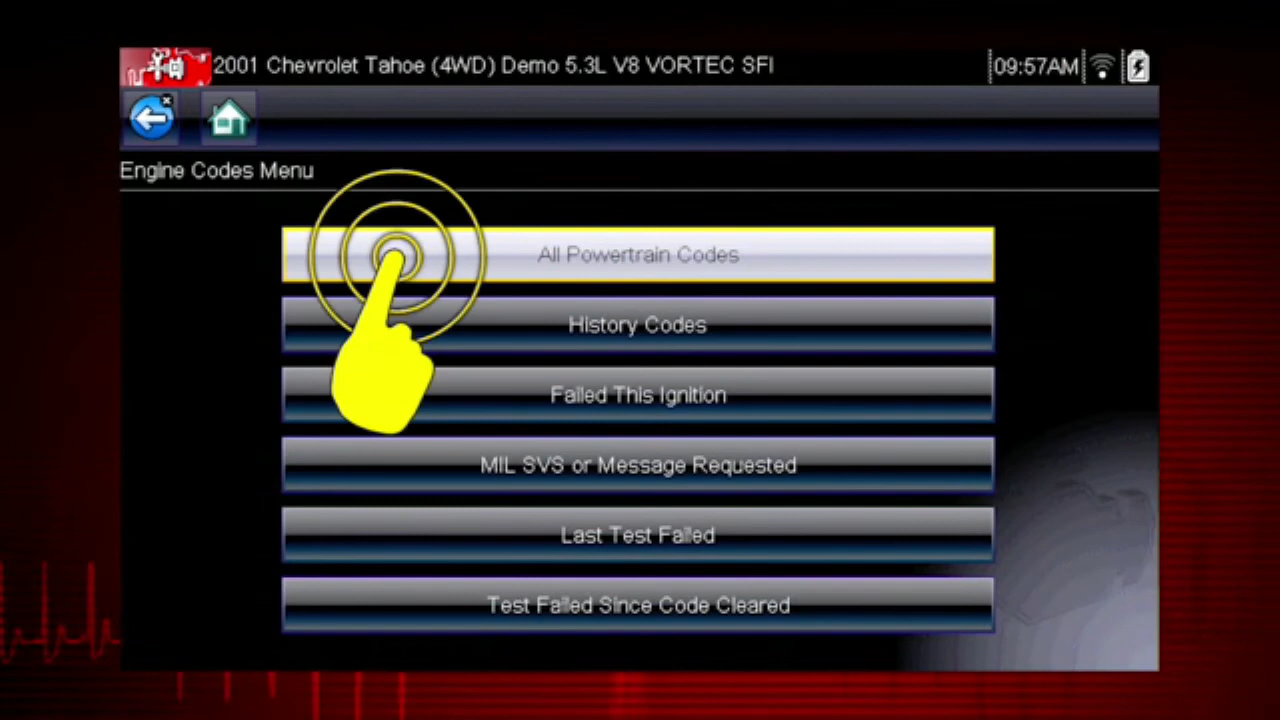 2001 Chevrolet Tahoe (4WD) Demo 5.3L V8 VORTEC SFI
09:57AM
Engine Codes Menu
All Powertrain Codes
History Codes
Failed This Ignition
MIL SVS or Message Requested
Last Test Failed
Test Failed Since Code Cleared